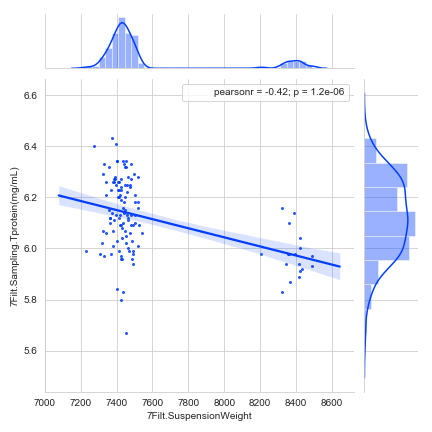 pearsonr = -0.42; p = 1.2e-06
6.6
6.4
6.2
6.0
5.8
5.6
7Filt.Sampling.Tprotein(mg/mL)
7000 7200 7400 7600 7800 8000 8200 8400 8600
7Filt.SuspensionWeight